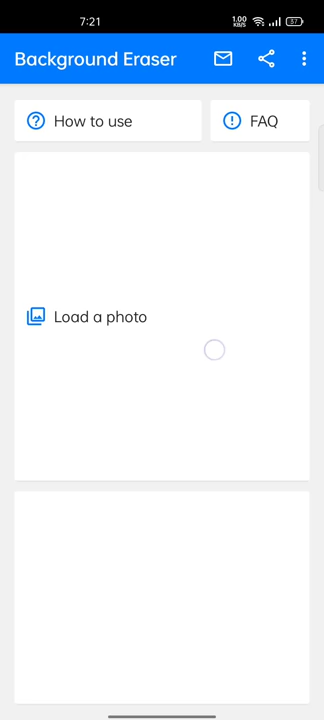 7:21
1.00
KB/S
57
Background Eraser
How to use
FAQ
Load a photo